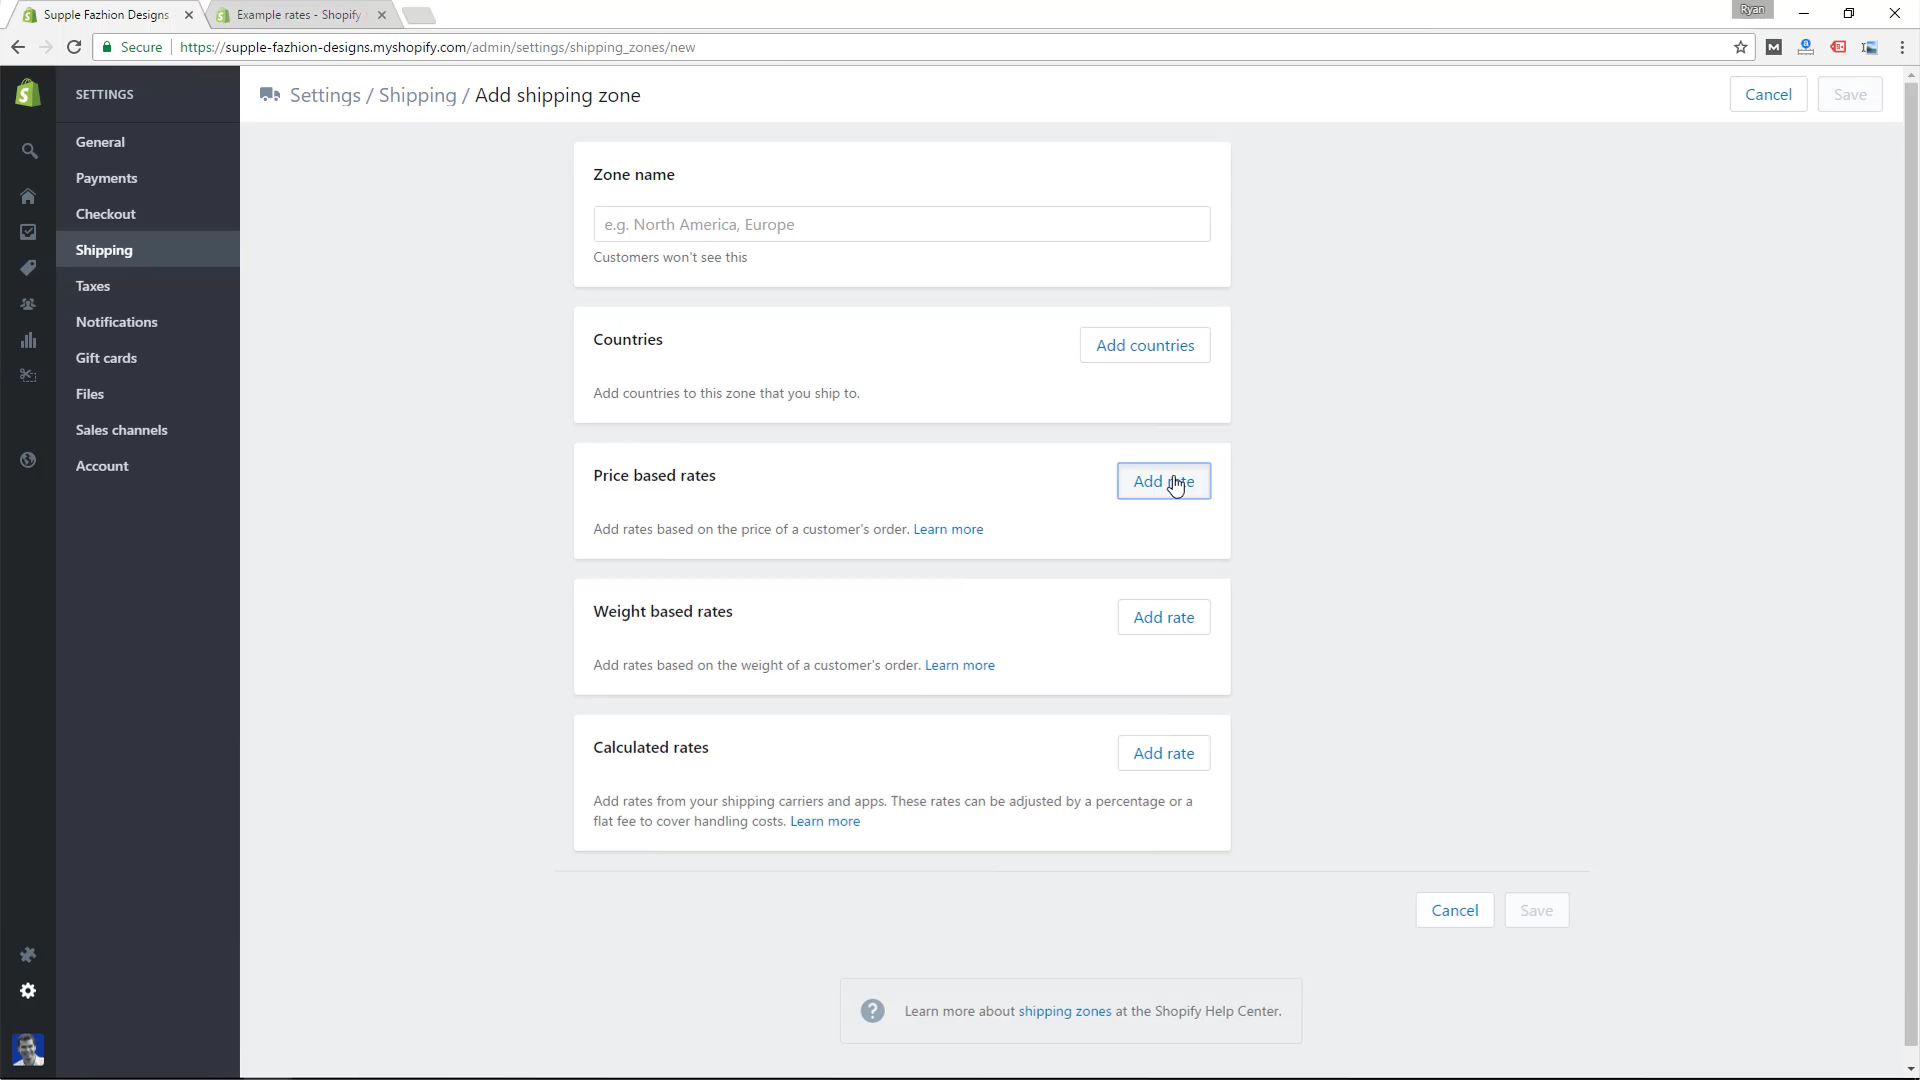 Supple Fazhion Designs
Example rates - Shopify
Ryan
Secure
https://supple-fazhion-designs.myshopify.com/admin/settings/shipping_zones/new
SETTINGS
Settings / Shipping / Add shipping zone
Cancel
Save
General
Payments
Checkout
Shipping
Taxes
Notifications
Gift cards
Files
Sales channels
Account
Zone name
e.g. North America, Europe
Customers won't see this
Countries
Add countries
Add countries to this zone that you ship to.
Price based rates
Add rate
Add rates based on the price of a customer's order. Learn more
Weight based rates
Add rate
Add rates based on the weight of a customer's order. Learn more
Calculated rates
Add rate
Add rates from your shipping carriers and apps. These rates can be adjusted by a percentage or a
flat fee to cover handling costs. Learn more
Cancel
Save
? Learn more about shipping zones at the Shopify Help Center.